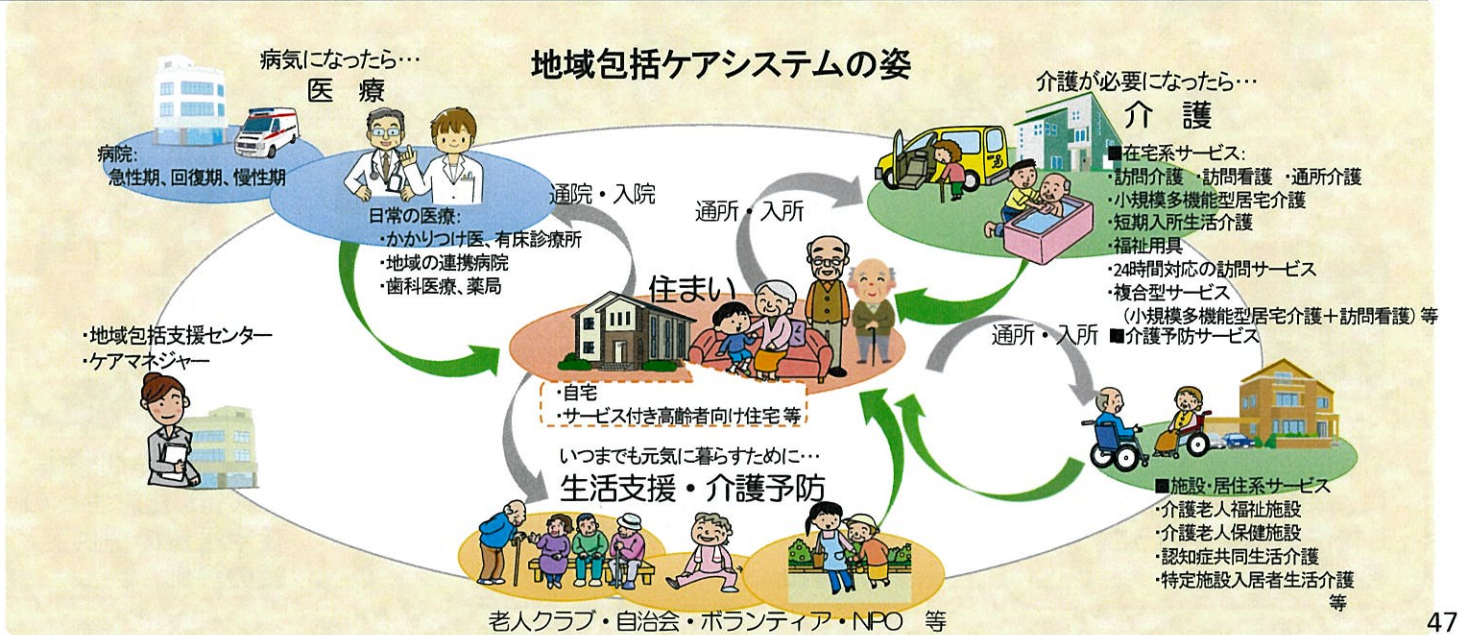 地域包括ケアシステムの姿
病気になったら…
医　療
病院:
急性期、回復期、慢性期
日常の医療:
・かかりつけ医、有床診療所
・地域の連携病院
・歯科医療、薬局
通院・入院
通所・入所
介護が必要になったら…
介　護
■在宅系サービス:
・訪問介護　・訪問看護　・通所介護
・小規模多機能型居宅介護
・短期入所生活介護
・福祉用具
・24時間対応の訪問サービス
・複合型サービス
（小規模多機能型居宅介護＋訪問看護）等
■介護予防サービス
通所・入所
住まい
・自宅
・サービス付き高齢者向け住宅 等
・地域包括支援センター
・ケアマネジャー
いつまでも元気に暮らすために…
生活支援・介護予防
老人クラブ・自治会・ボランティア・NPO　等
■施設・居住系サービス
・介護老人福祉施設
・介護老人保健施設
・認知症共同生活介護
・特定施設入居者生活介護
等
47